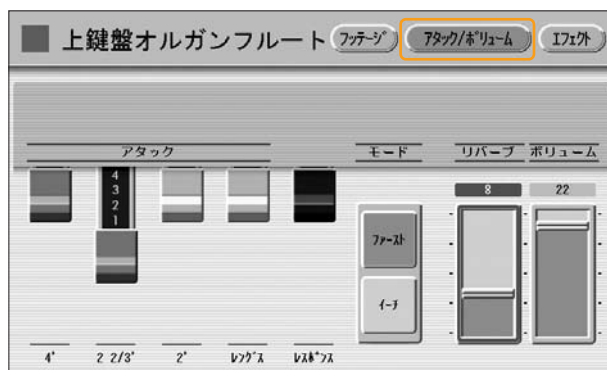 上鍵盤オルガンフルート
フッテージ
アタック/ボリューム
エフェクト
アタック
モード
リバーブ
ボリューム
4
3
2
1
8
22
ファースト
イーチ
4'
2 2/3'
2'
レングス
レスポンス